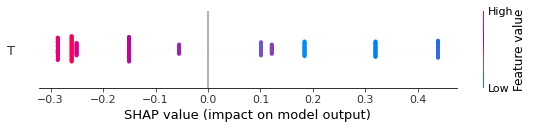 High
T
Feature value
Low
−0.3 −0.2 −0.1 0.0 0.1 0.2 0.3 0.4
SHAP value (impact on model output)